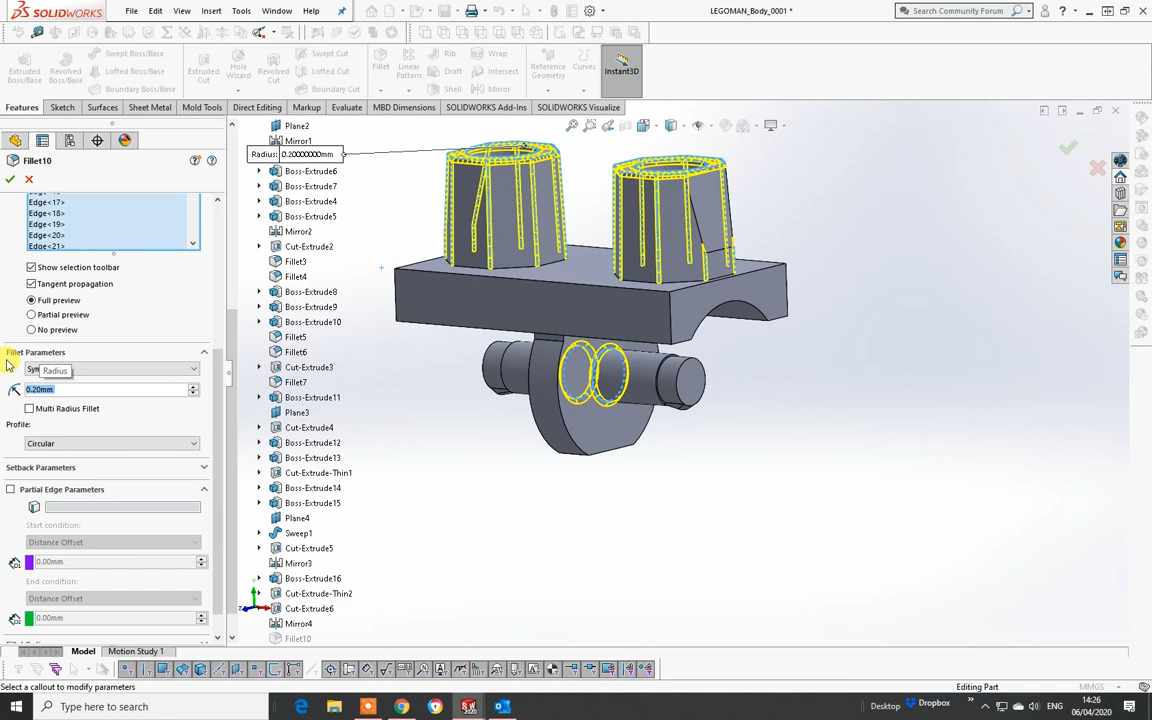 SOLIDWORKS
File Edit View Insert Tools Window Help
LEGOMAN_Body_0001 *
Search Community Forum
Extruded Boss/Base
Revolved Boss/Base
Swept Boss/Base
Lofted Boss/Base
Boundary Boss/Base
Extruded Cut
Hole Wizard
Revolved Cut
Swept Cut
Lofted Cut
Boundary Cut
Fillet
Linear Pattern
Rib
Draft
Shell
Wrap
Intersect
Mirror
Reference Geometry
Curves
Instant3D
Features Sketch Surfaces Sheet Metal Mold Tools Direct Editing Markup Evaluate MBD Dimensions SOLIDWORKS Add-Ins SOLIDWORKS Visualize
Fillet10
Edge<17>
Edge<18>
Edge<19>
Edge<20>
Edge<21>
Show selection toolbar
Tangent propagation
Full preview
Partial preview
No preview
Fillet Parameters
Radius
0.20mm
Multi Radius Fillet
Profile:
Circular
Setback Parameters
Partial Edge Parameters
Start condition:
Distance Offset
0.00mm
End condition:
Distance Offset
0.00mm
Plane2
Mirror1
Radius: 0.20000000mm
Boss-Extrude6
Boss-Extrude7
Boss-Extrude4
Boss-Extrude5
Mirror2
Cut-Extrude2
Fillet3
Fillet4
Boss-Extrude8
Boss-Extrude9
Boss-Extrude10
Fillet5
Fillet6
Cut-Extrude3
Fillet7
Boss-Extrude11
Plane3
Cut-Extrude4
Boss-Extrude12
Boss-Extrude13
Cut-Extrude-Thin1
Boss-Extrude14
Boss-Extrude15
Plane4
Sweep1
Cut-Extrude5
Mirror3
Boss-Extrude16
Cut-Extrude-Thin2
Cut-Extrude6
Mirror4
Fillet10
Model Motion Study 1
Select a callout to modify parameters
Editing Part
MMGS
Type here to search
Desktop
Dropbox
ENG
14:26
06/04/2020